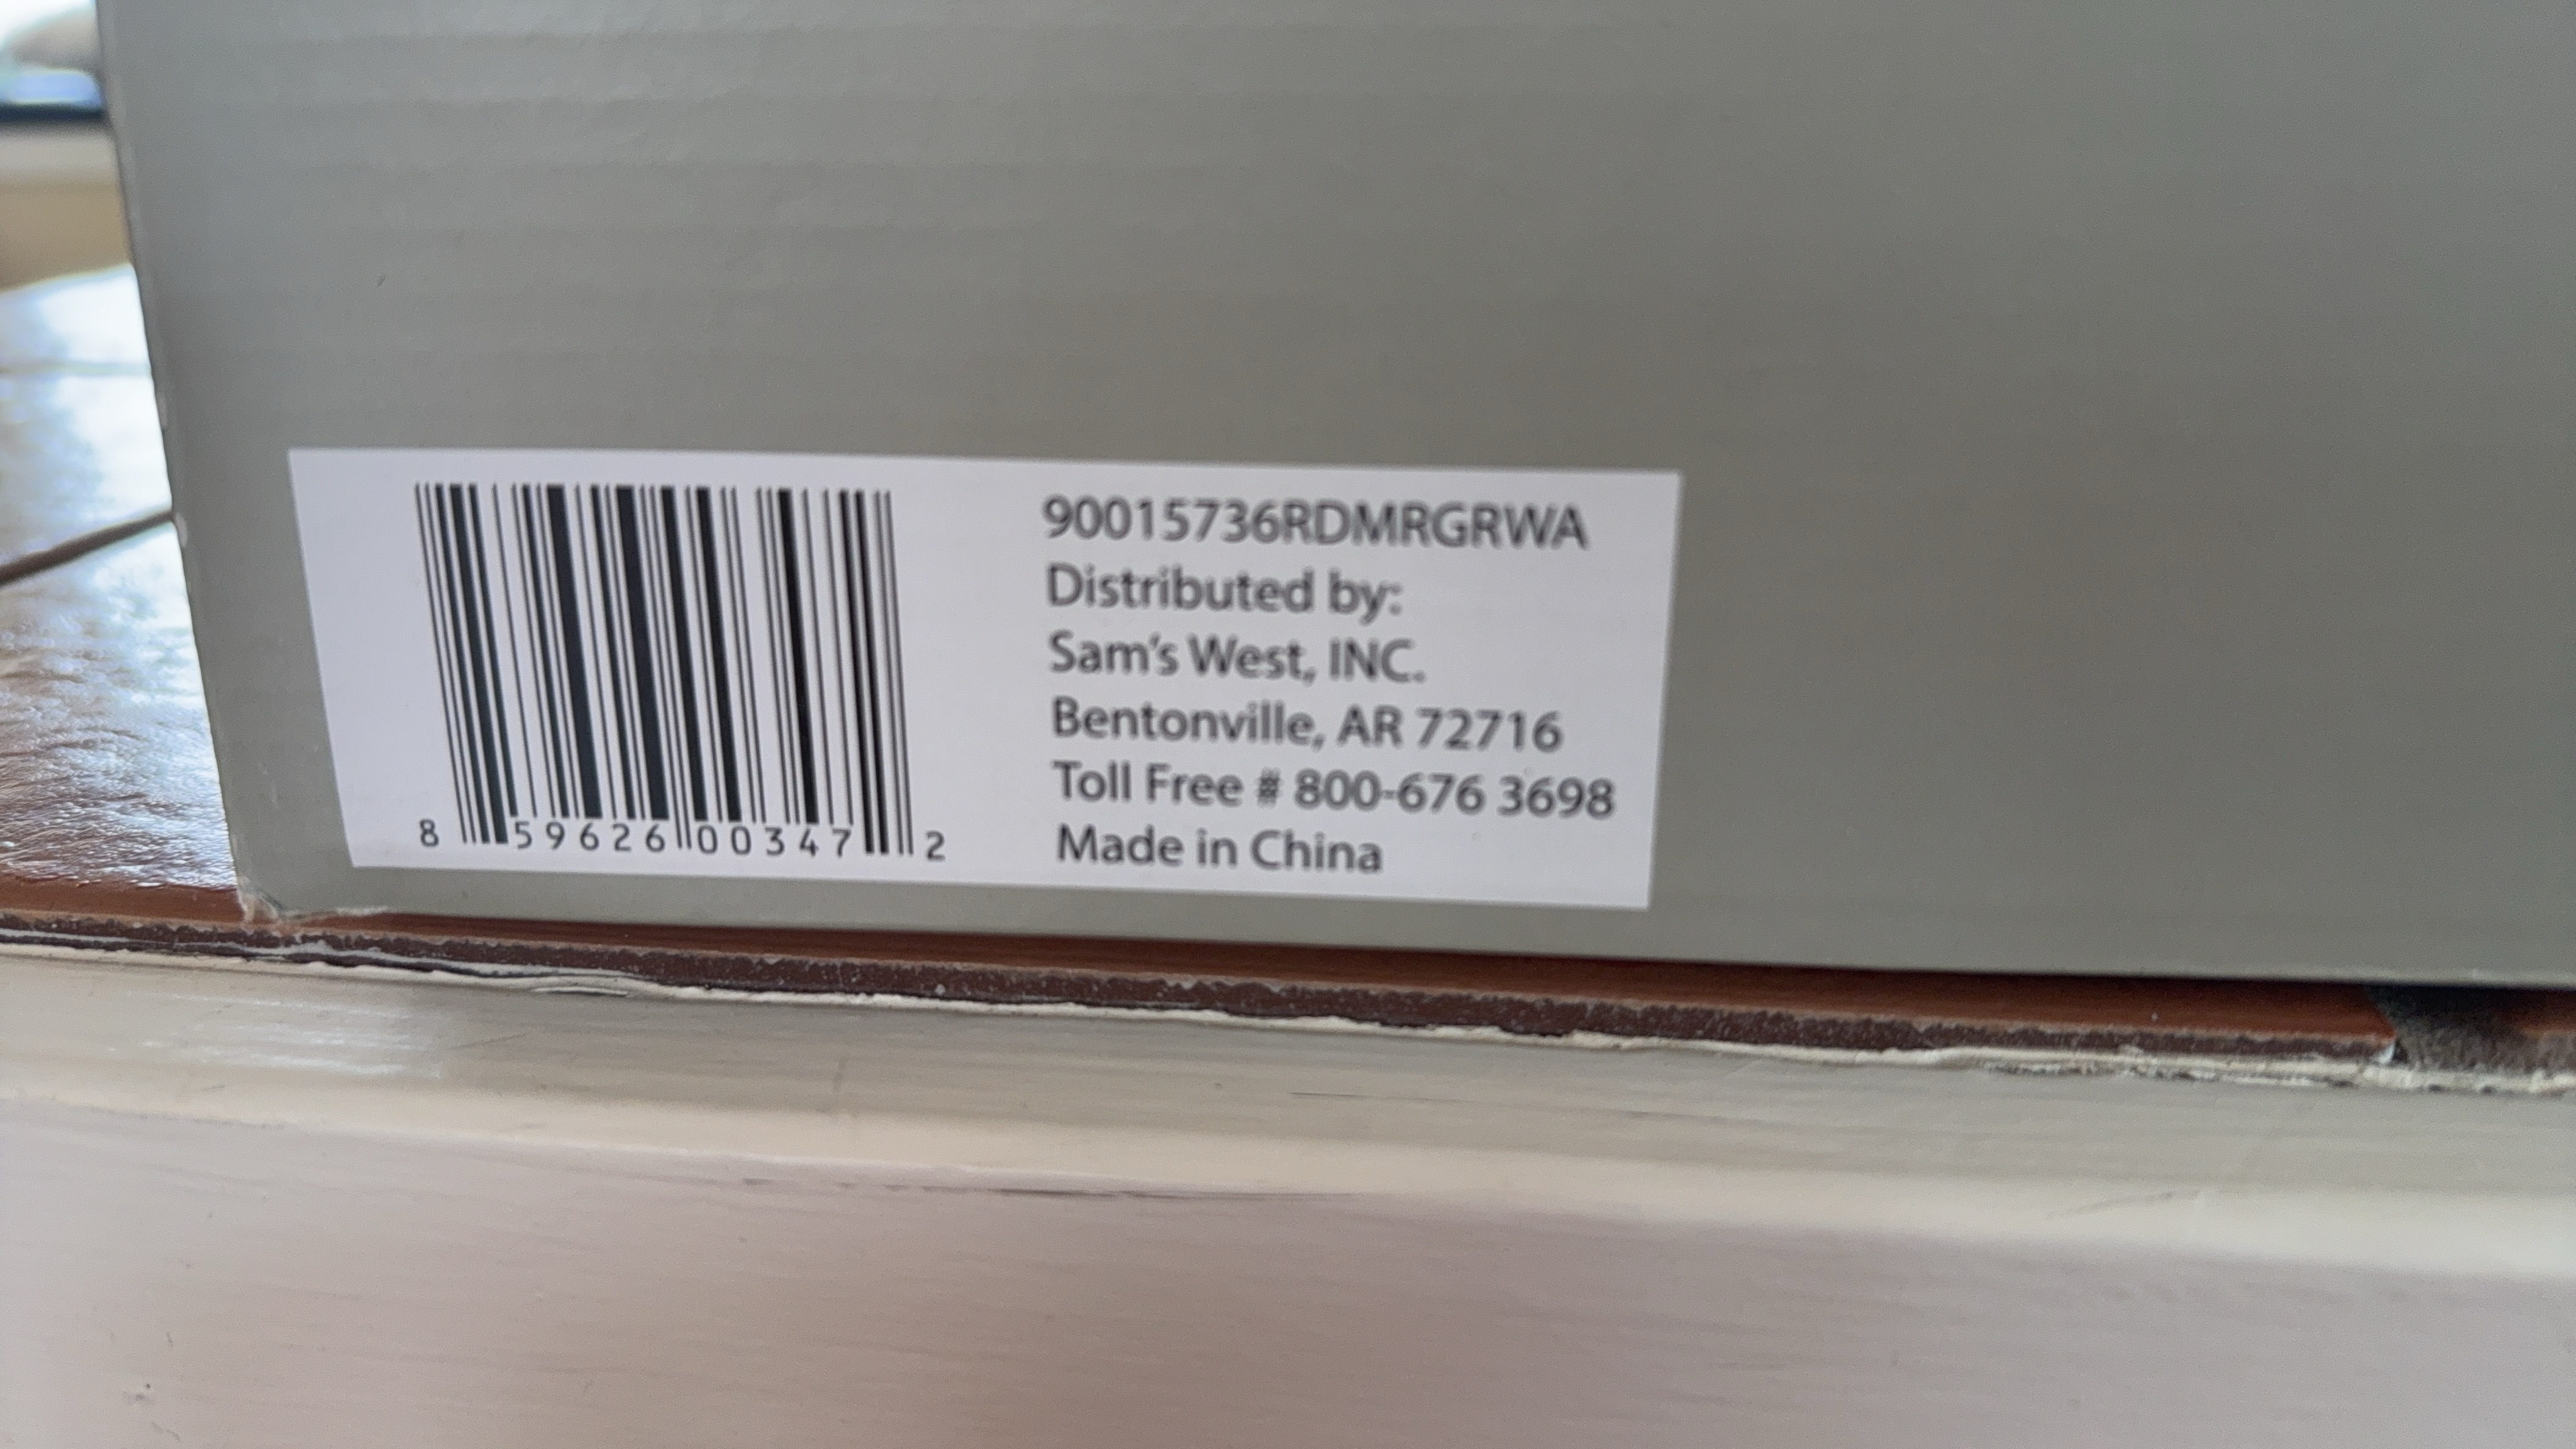 8 59626 00347 2
90015736RDMRGRWA
Distributed by:
Sam's West, INC.
Bentonville, AR 72716
Toll Free # 800-676 3698
Made in China